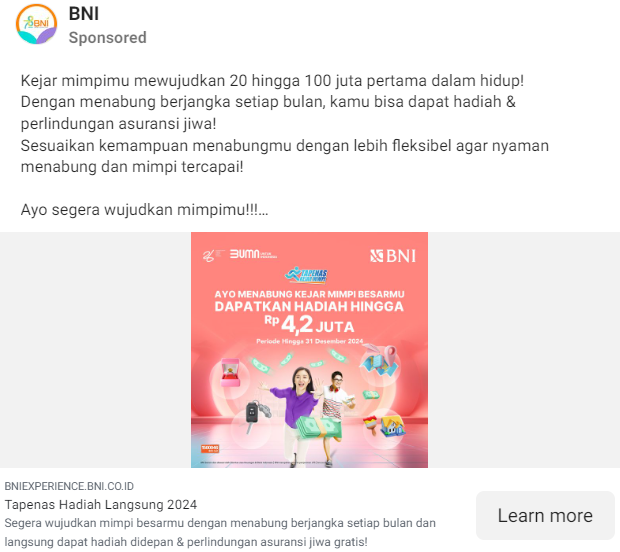 BNI
Sponsored
Kejar mimpimu mewujudkan 20 hingga 100 juta pertama dalam hidup!
Dengan menabung berjangka setiap bulan, kamu bisa dapat hadiah &
perlindungan asuransi jiwa!
Sesuaikan kemampuan menabungmu dengan lebih fleksibel agar nyaman
menabung dan mimpi tercapai!
Ayo segera wujudkan mimpimu!!!...
BUMN
BNI
TAPENAS
KEJAR MIMPI
AYO MENABUNG KEJAR MIMPI BESARMU
DAPATKAN HADIAH HINGGA
Rp 4,2 JUTA
Periode Hingga 31 Desember 2024
BNIEXPERIENCE.BNI.CO.ID
Tapenas Hadiah Langsung 2024
Segera wujudkan mimpi besarmu dengan menabung berjangka setiap bulan dan
langsung dapat hadiah didepan & perlindungan asuransi jiwa gratis!
Learn more